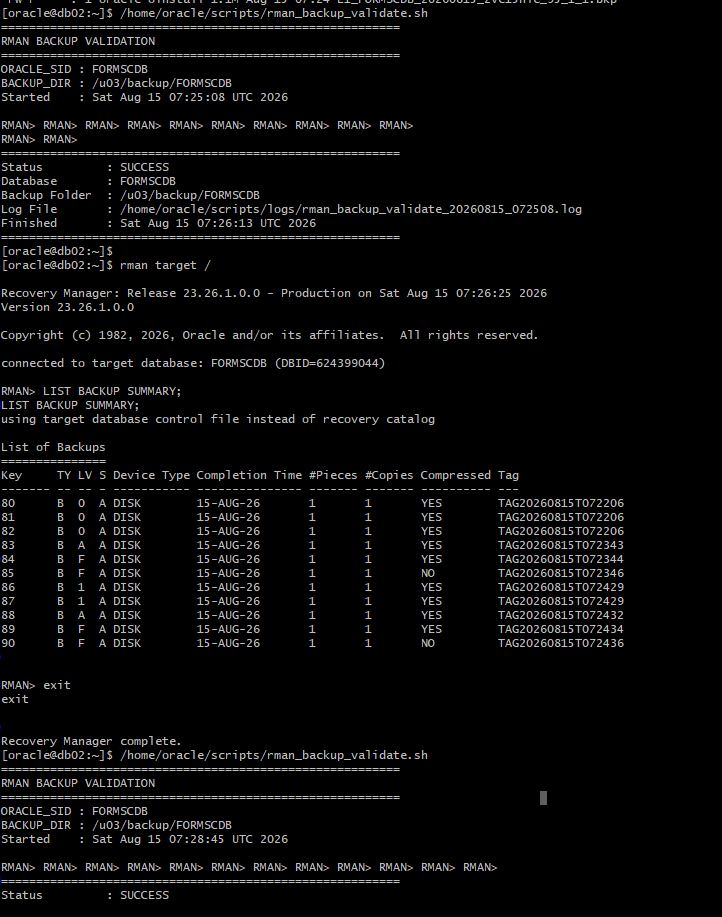 [oracle@db02:~]$ /home/oracle/scripts/rman_backup_validate.sh
=========================================================
RMAN BACKUP VALIDATION
=========================================================
ORACLE_SID : FORMSCDB
BACKUP_DIR : /u03/backup/FORMSCDB
Started    : Sat Aug 15 07:25:08 UTC 2026

RMAN> RMAN> RMAN> RMAN> RMAN> RMAN> RMAN> RMAN> RMAN> RMAN>
RMAN> RMAN>
=========================================================
Status         : SUCCESS
Database       : FORMSCDB
Backup Folder  : /u03/backup/FORMSCDB
Log File       : /home/oracle/scripts/logs/rman_backup_validate_20260815_072508.log
Finished       : Sat Aug 15 07:26:13 UTC 2026
=========================================================
[oracle@db02:~]$
[oracle@db02:~]$ rman target /

Recovery Manager: Release 23.26.1.0.0 - Production on Sat Aug 15 07:26:25 2026
Version 23.26.1.0.0

Copyright (c) 1982, 2026, Oracle and/or its affiliates.  All rights reserved.

connected to target database: FORMSCDB (DBID=624399044)

RMAN> LIST BACKUP SUMMARY;
LIST BACKUP SUMMARY;
using target database control file instead of recovery catalog

List of Backups
===============
Key     TY LV S Device Type Completion Time #Pieces #Copies Compressed Tag
------- -- -- - ----------- --------------- ------- ------- ---------- ---
80      B  0  A DISK        15-AUG-26       1       1       YES        TAG20260815T072206
81      B  0  A DISK        15-AUG-26       1       1       YES        TAG20260815T072206
82      B  0  A DISK        15-AUG-26       1       1       YES        TAG20260815T072206
83      B  A  A DISK        15-AUG-26       1       1       YES        TAG20260815T072343
84      B  F  A DISK        15-AUG-26       1       1       YES        TAG20260815T072344
85      B  F  A DISK        15-AUG-26       1       1       NO         TAG20260815T072346
86      B  1  A DISK        15-AUG-26       1       1       YES        TAG20260815T072429
87      B  1  A DISK        15-AUG-26       1       1       YES        TAG20260815T072429
88      B  A  A DISK        15-AUG-26       1       1       YES        TAG20260815T072432
89      B  F  A DISK        15-AUG-26       1       1       YES        TAG20260815T072434
90      B  F  A DISK        15-AUG-26       1       1       NO         TAG20260815T072436

RMAN> exit
exit

Recovery Manager complete.
[oracle@db02:~]$ /home/oracle/scripts/rman_backup_validate.sh
=========================================================
RMAN BACKUP VALIDATION
=========================================================
ORACLE_SID : FORMSCDB
BACKUP_DIR : /u03/backup/FORMSCDB
Started    : Sat Aug 15 07:28:45 UTC 2026

RMAN> RMAN> RMAN> RMAN> RMAN> RMAN> RMAN> RMAN> RMAN> RMAN> RMAN> RMAN>
=========================================================
Status         : SUCCESS